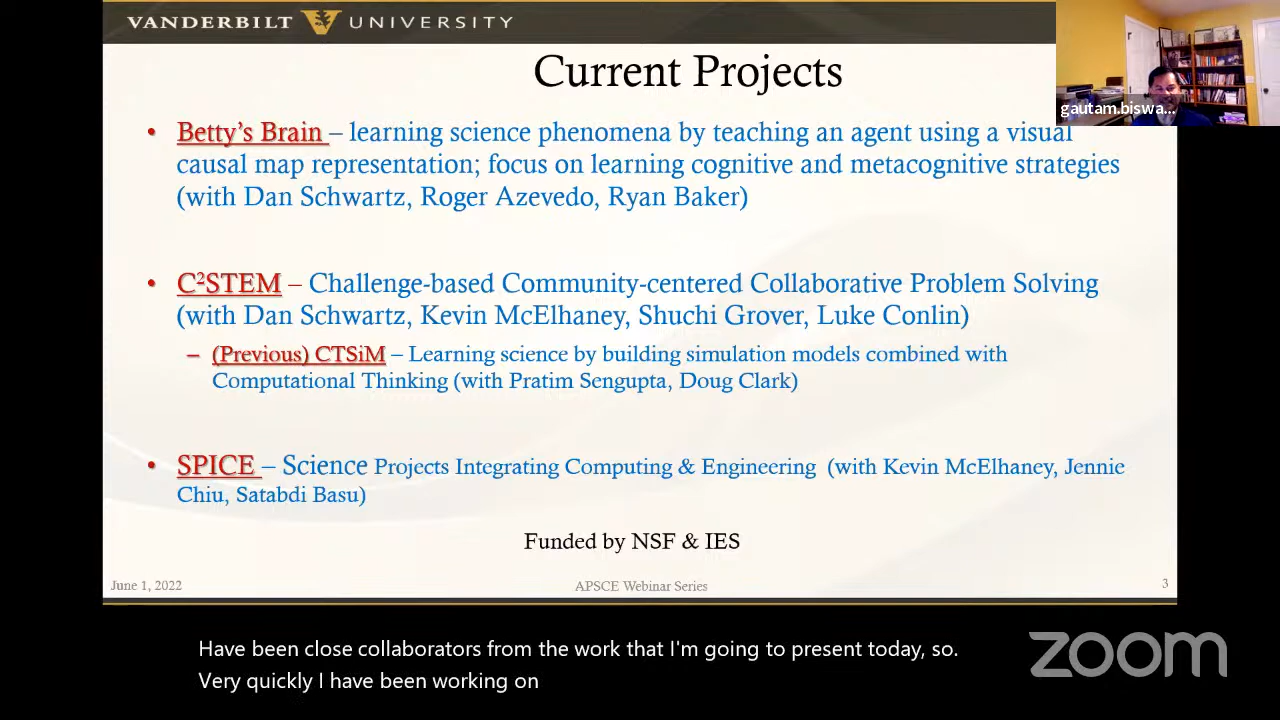 VANDERBILT UNIVERSITY
Current Projects
gautam.biswa...
• Betty's Brain – learning science phenomena by teaching an agent using a visual
causal map representation; focus on learning cognitive and metacognitive strategies
(with Dan Schwartz, Roger Azevedo, Ryan Baker)
• C²STEM – Challenge-based Community-centered Collaborative Problem Solving
(with Dan Schwartz, Kevin McElhaney, Shuchi Grover, Luke Conlin)
– (Previous) CTSiM – Learning science by building simulation models combined with
Computational Thinking (with Pratim Sengupta, Doug Clark)
• SPICE – Science Projects Integrating Computing & Engineering (with Kevin McElhaney, Jennie
Chiu, Satabdi Basu)
Funded by NSF & IES
June 1, 2022
APSCE Webinar Series
3
Have been close collaborators from the work that I'm going to present today, so.
Very quickly I have been working on
zoom